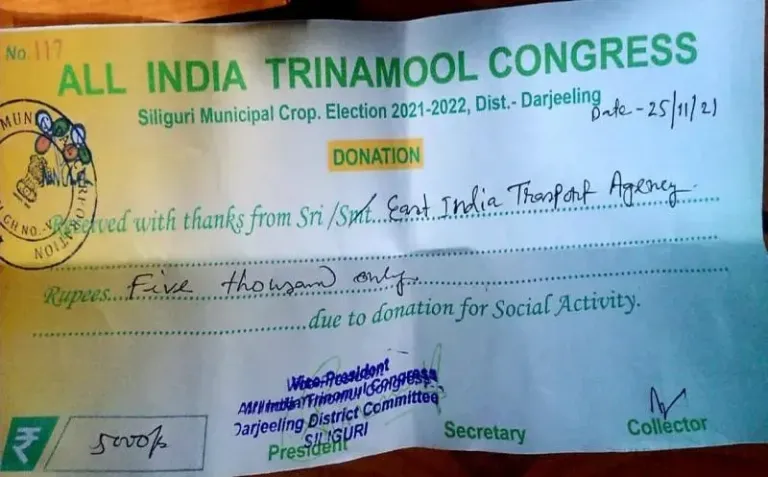 No. 117
ALL INDIA TRINAMOOL CONGRESS
Siliguri Municipal Crop. Election 2021-2022, Dist.- Darjeeling
Date - 25/11/21
DONATION
Received with thanks from Sri/Smt. East India Trasport Agency.
Rupees Five thousand only
due to donation for Social Activity.
Vice-President
All India Trinamul Congress
Darjeeling District Committee
SILIGURI
₹ 5000/-
President
Secretary
Collector